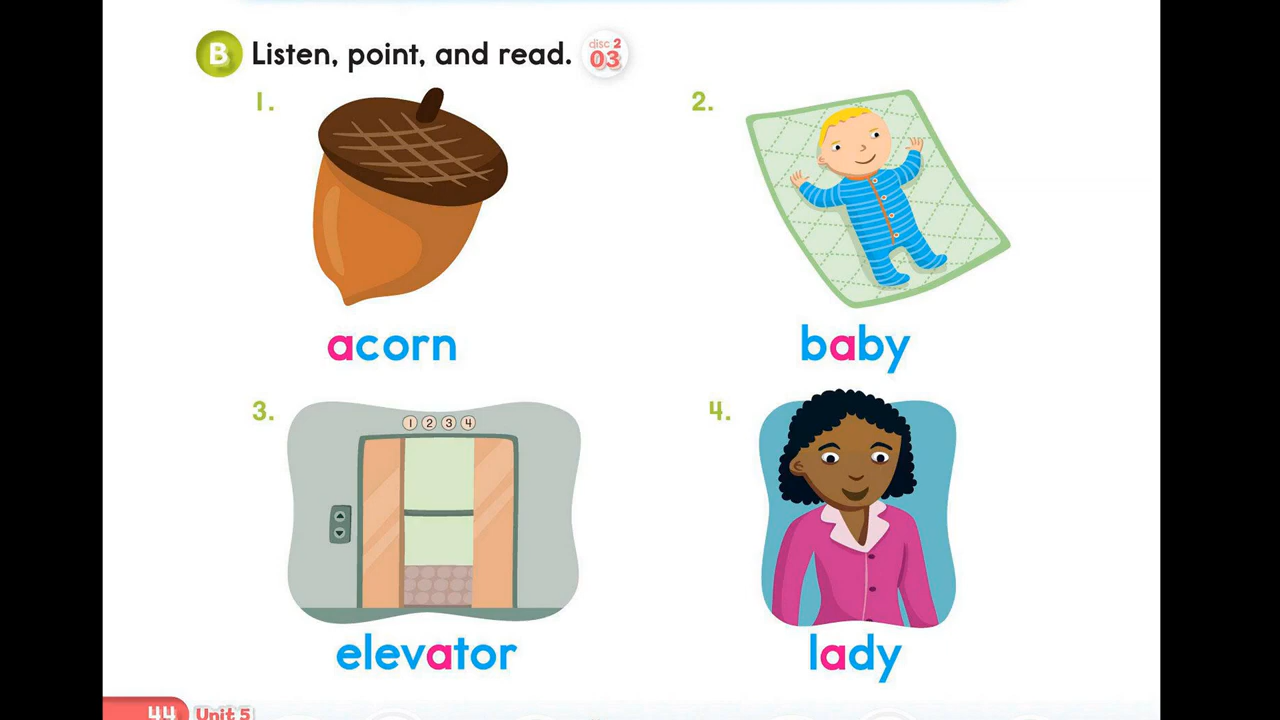 B Listen, point, and read. disc 2 03
1.
acorn
2.
baby
3.
1 2 3 4
elevator
4.
lady
44 Unit 5